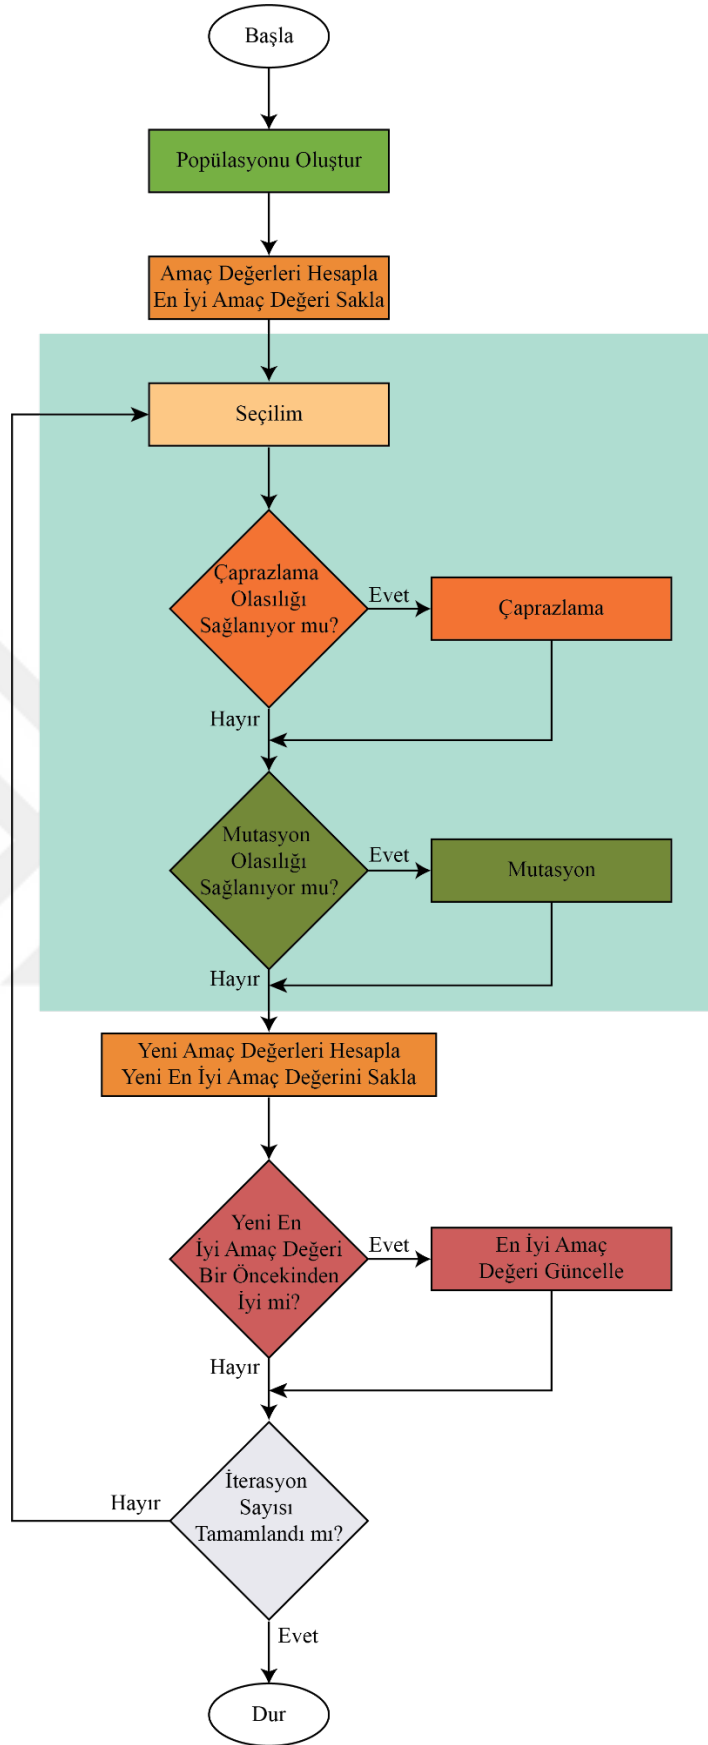 Başla
Popülasyonu Oluştur
Amaç Değerleri Hesapla
En İyi Amaç Değeri Sakla
Seçilim
Çaprazlama
Olasılığı
Sağlanıyor mu?
Evet
Çaprazlama
Hayır
Mutasyon
Olasılığı
Sağlanıyor mu?
Evet
Mutasyon
Hayır
Yeni Amaç Değerleri Hesapla
Yeni En İyi Amaç Değerini Sakla
Yeni En
İyi Amaç Değeri
Bir Öncekinden
İyi mi?
Evet
En İyi Amaç
Değeri Güncelle
Hayır
İterasyon
Sayısı
Tamamlandı mı?
Hayır
Evet
Dur